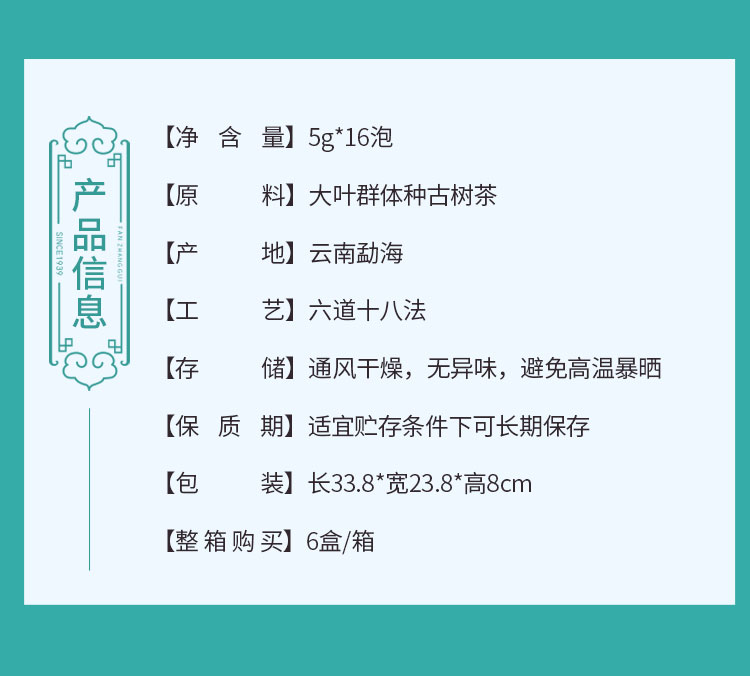 产品信息
SINCE1939
FAN ZHANG GUI
【净含量】5g*16泡
【原料】大叶群体种古树茶
【产地】云南勐海
【工艺】六道十八法
【存储】通风干燥，无异味，避免高温暴晒
【保质期】适宜贮存条件下可长期保存
【包装】长33.8*宽23.8*高8cm
【整箱购买】6盒/箱